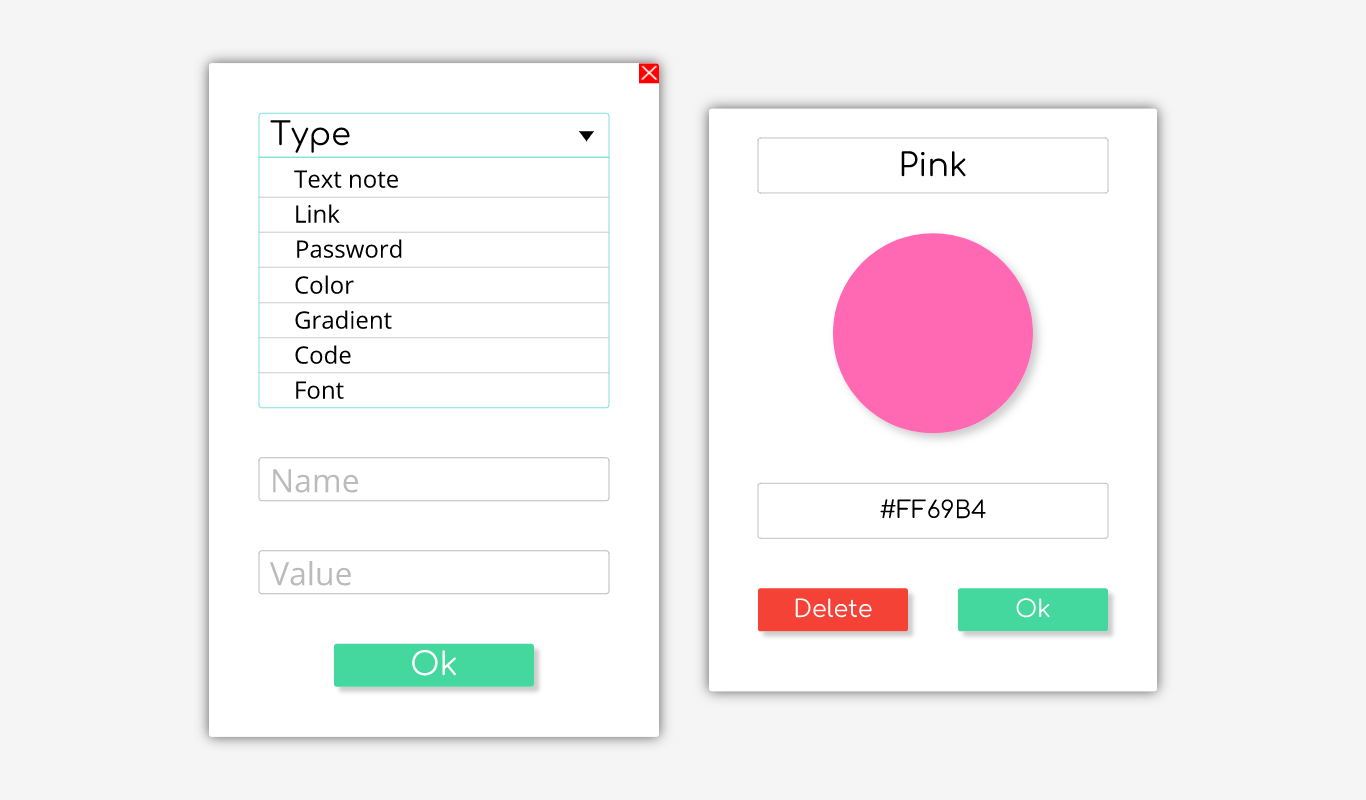 Type
Text note
Link
Password
Color
Gradient
Code
Font
Name
Value
Ok
Pink
#FF69B4
Delete
Ok